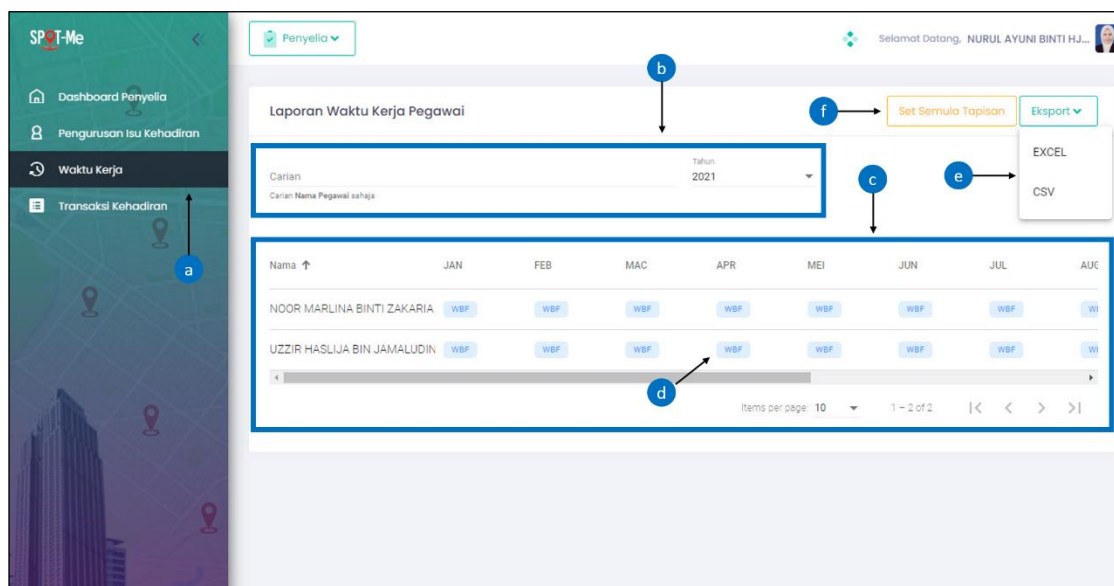 SPOT-Me
Penyelia
Selamat Datang, NURUL AYUNI BINTI HJ...
b
Dashboard Penyelia
Pengurusan Isu Kehadiran
Waktu Kerja
Transaksi Kehadiran
a
Laporan Waktu Kerja Pegawai
f
Set Semula Tapisan
Eksport
EXCEL
CSV
e
Carian
Carian Nama Pegawai sahaja
Tahun
2021
c
Nama JAN FEB MAC APR MEI JUN JUL AUG
NOOR MARLINA BINTI ZAKARIA WBF WBF WBF WBF WBF WBF WBF
UZZIR HASLIJA BIN JAMALUDIN WBF WBF WBF WBF WBF WBF WBF
d
Items per page: 10 1 – 2 of 2